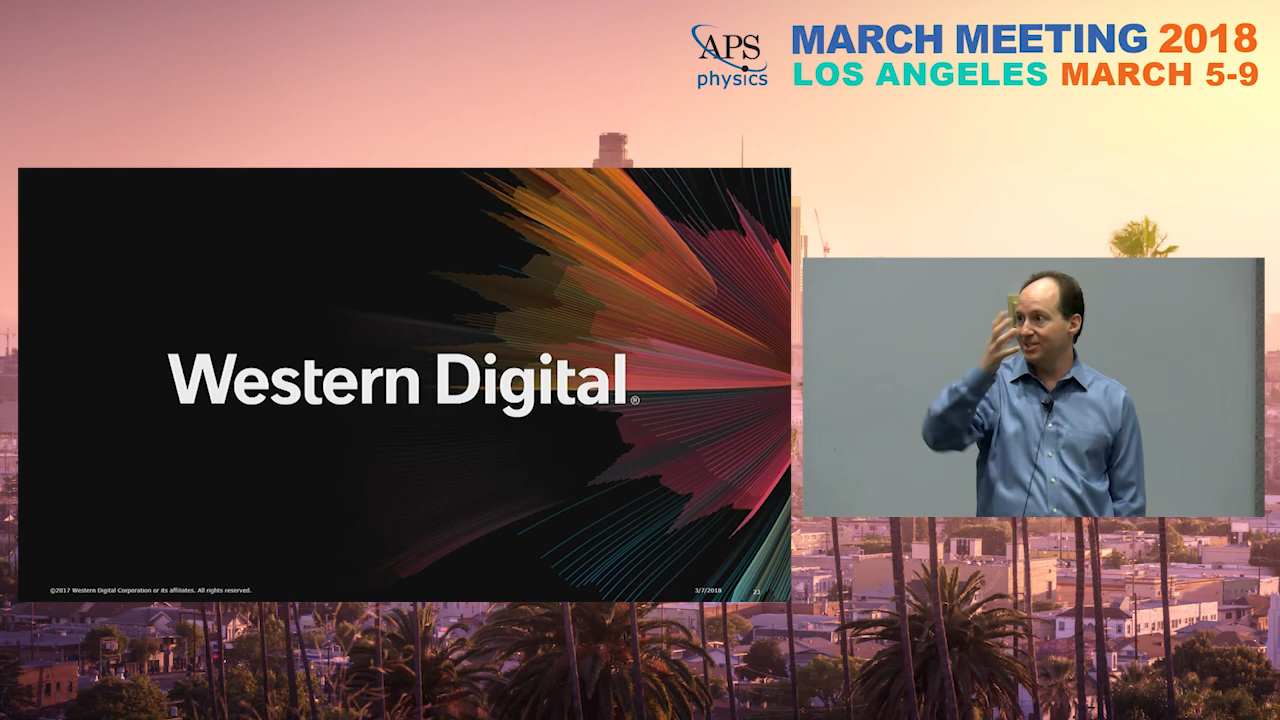 APS
physics
MARCH MEETING 2018
LOS ANGELES MARCH 5-9
Western Digital®
©2017 Western Digital Corporation or its affiliates. All rights reserved.
3/7/2018
23